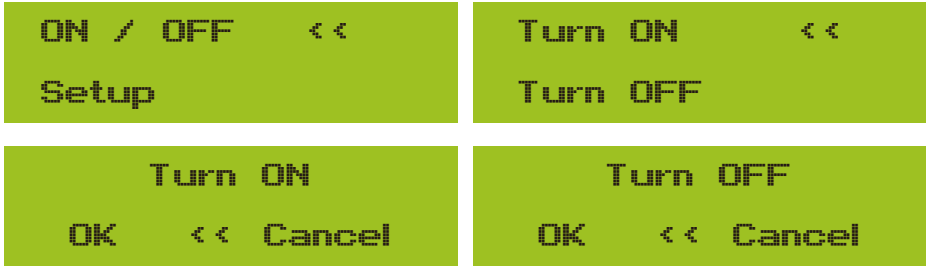 ON / OFF <<
Setup
Turn ON <<
Turn OFF
Turn ON
OK << Cancel
Turn OFF
OK << Cancel